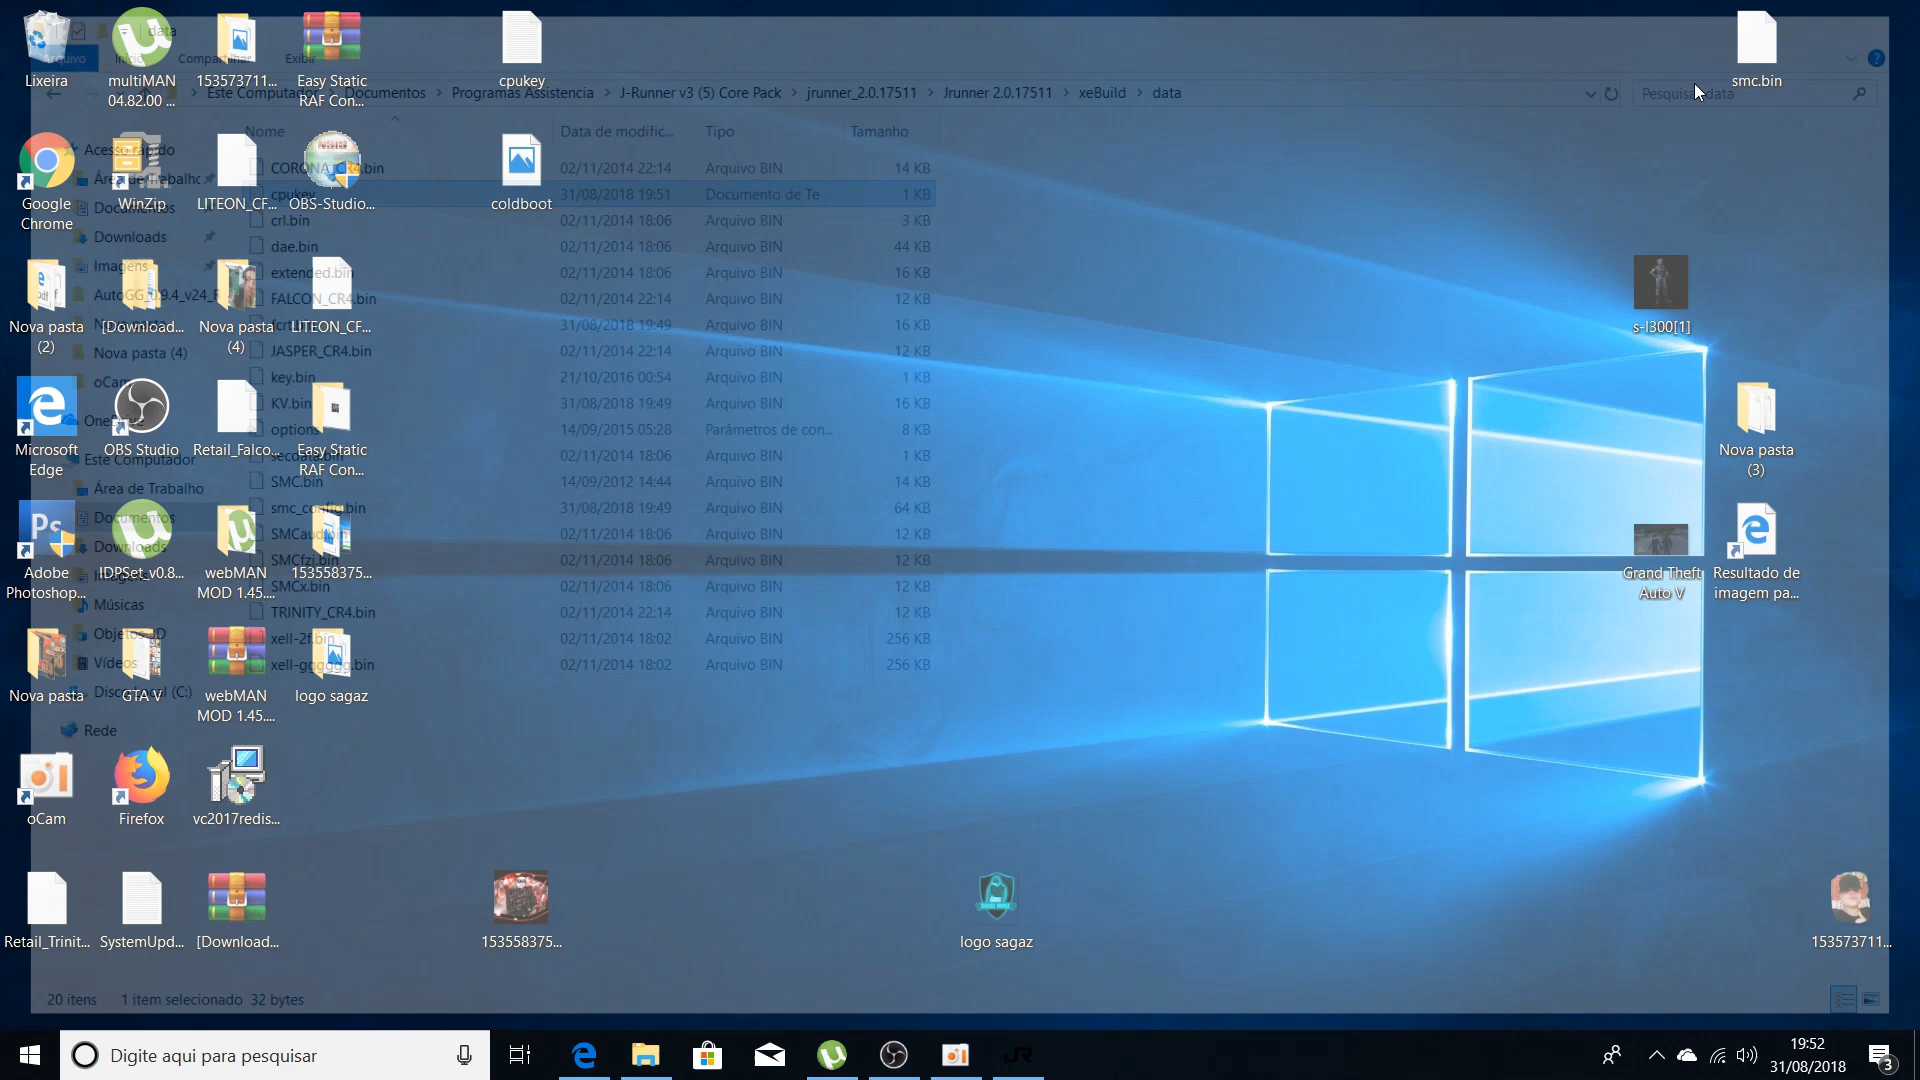 Lixeira
multiMAN
04.82.00 ...
153573711...
Easy Static
RAF Con...
cpukey
smc.bin
data
Arquivo
Início
Compartilhar
Exibir
Este Computador
Documentos
Programas Assistencia
J-Runner v3 (5) Core Pack
jrunner_2.0.17511
Jrunner 2.0.17511
xeBuild
data
Pesquisar data
Nome
Data de modific...
Tipo
Tamanho
CORONA_CR4.bin 02/11/2014 22:14 Arquivo BIN 14 KB
cpukey 31/08/2018 19:51 Documento de Te 1 KB
crl.bin 02/11/2014 18:06 Arquivo BIN 3 KB
dae.bin 02/11/2014 18:06 Arquivo BIN 44 KB
extended.bin 02/11/2014 18:06 Arquivo BIN 16 KB
FALCON_CR4.bin 02/11/2014 22:14 Arquivo BIN 12 KB
31/08/2018 19:49 Arquivo BIN 16 KB
JASPER_CR4.bin 02/11/2014 22:14 Arquivo BIN 12 KB
key.bin 21/10/2016 00:54 Arquivo BIN 1 KB
KV.bin 31/08/2018 19:49 Arquivo BIN 16 KB
options 14/09/2015 05:28 Parâmetros de con... 8 KB
secdata.bin 02/11/2014 18:06 Arquivo BIN 1 KB
SMC.bin 14/09/2012 14:44 Arquivo BIN 14 KB
smc_config.bin 31/08/2018 19:49 Arquivo BIN 64 KB
SMCaud.bin 02/11/2014 18:06 Arquivo BIN 12 KB
SMCfzj.bin 02/11/2014 18:06 Arquivo BIN 12 KB
SMCx.bin 02/11/2014 18:06 Arquivo BIN 12 KB
TRINITY_CR4.bin 02/11/2014 22:14 Arquivo BIN 12 KB
xell-2f.bin 02/11/2014 18:02 Arquivo BIN 256 KB
xell-gggggg.bin 02/11/2014 18:02 Arquivo BIN 256 KB
Acesso rápido
Área de Trabalho
Documentos
Downloads
Imagens
AutoGG_0.9.4_v24_R
Nova pasta (4)
oCam
OneDrive
Este Computador
Área de Trabalho
Documentos
Downloads
Imagens
Músicas
Objetos 3D
Vídeos
Disco Local (C:)
Rede
Google
Chrome
WinZip
LITEON_CF...
OBS-Studio...
coldboot
Nova pasta
(2)
[Download...
Nova pasta
(4)
LITEON_CF...
s-l300[1]
Microsoft
Edge
OBS Studio
Retail_Falco...
Easy Static
RAF Con...
Nova pasta
(3)
Ps
Adobe
Photoshop...
IDPSet_v0.8...
webMAN
MOD 1.45....
153558375...
Grand Theft
Auto V
Resultado de
imagem pa...
Nova pasta
GTA V
webMAN
MOD 1.45....
logo sagaz
oCam
Firefox
vc2017redis...
Retail_Trinit...
SystemUpd...
[Download...
153558375...
logo sagaz
153573711...
20 itens
1 item selecionado 32 bytes
Digite aqui para pesquisar
JR
19:52
31/08/2018
3